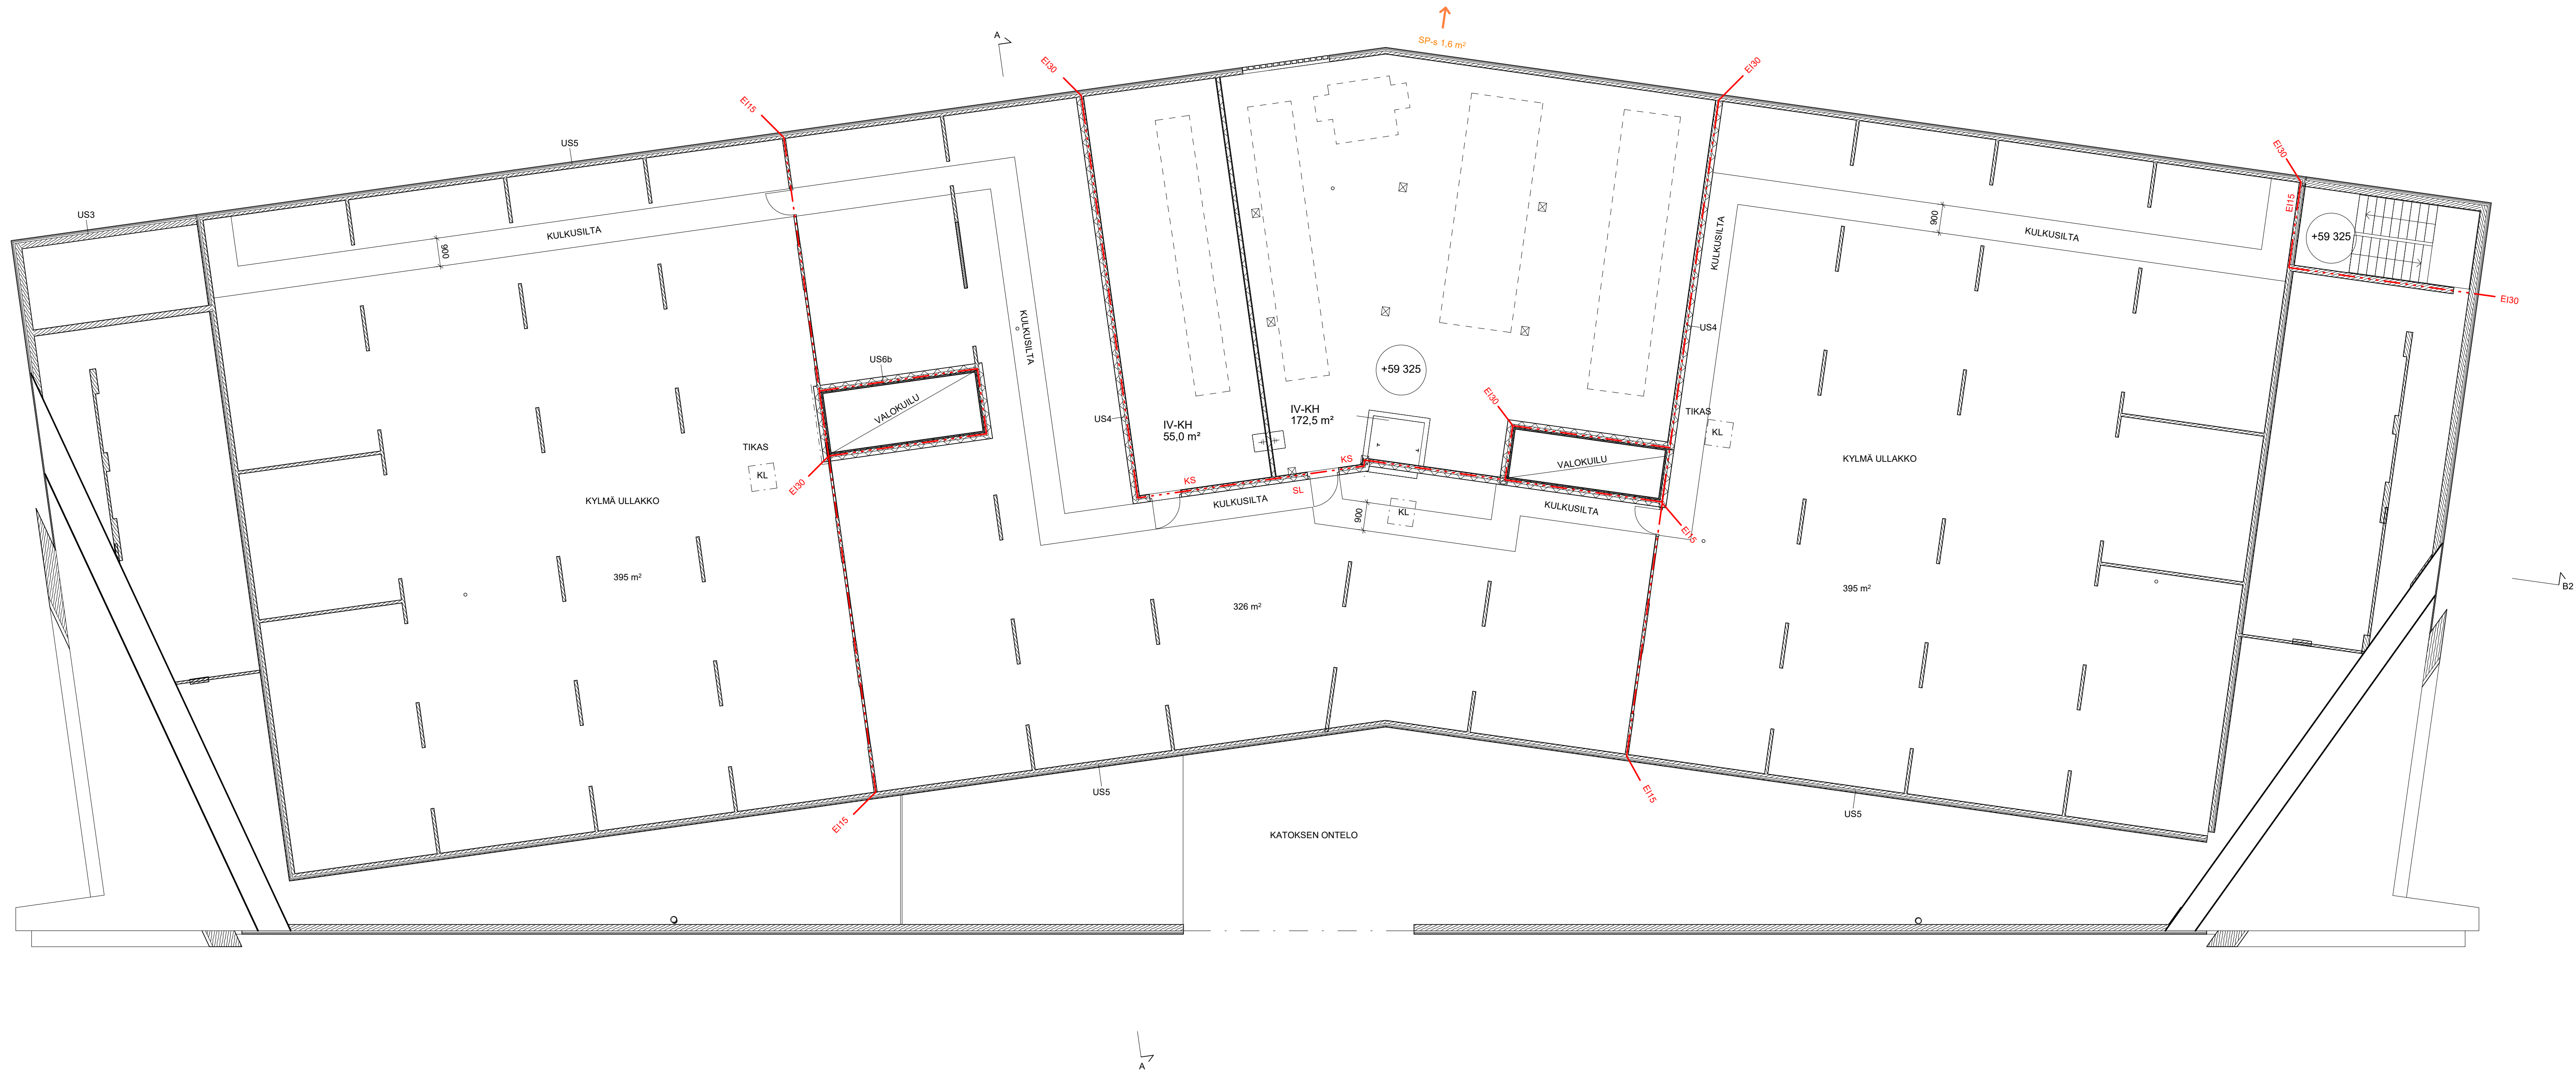 SP-s 1,6 m²
A
EI30
EI30
EI15
US5
EI30
US3
EI15
+59 325
KULKUSILTA
900
KULKUSILTA
900
KULKUSILTA
KULKUSILTA
EI30
KULKUSILTA
US4
US6b
+59 325
VALOKUILU
EI30
US4
IV-KH
55,0 m²
IV-KH
172,5 m²
TIKAS
KL
TIKAS
KL
VALOKUILU
KYLMÄ ULLAKKO
EI30
KS
KS
SL
KYLMÄ ULLAKKO
KULKUSILTA
900
KL
KULKUSILTA
EI15
395 m²
326 m²
395 m²
B2
US5
EI15
EI15
US5
KATOKSEN ONTELO
A